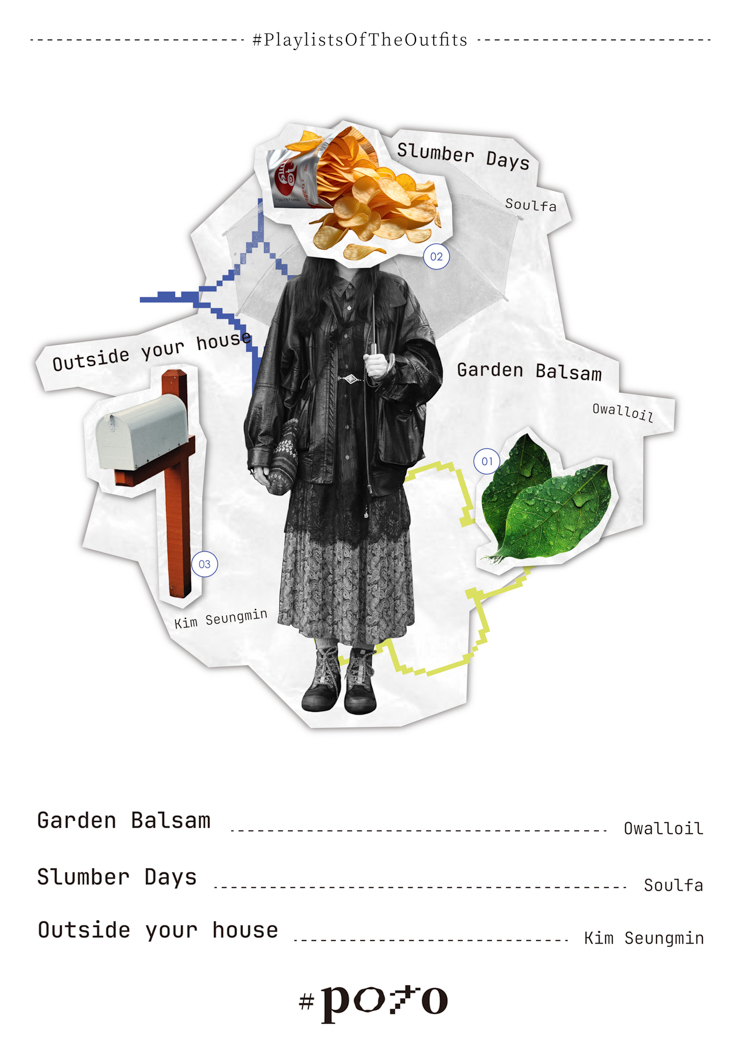 #PlaylistsOfTheOutfits
Slumber Days
Soulfa
02
Outside your house
Garden Balsam
Owalloil
01
03
Kim Seungmin
Garden Balsam Owalloil
Slumber Days Soulfa
Outside your house Kim Seungmin
#poto